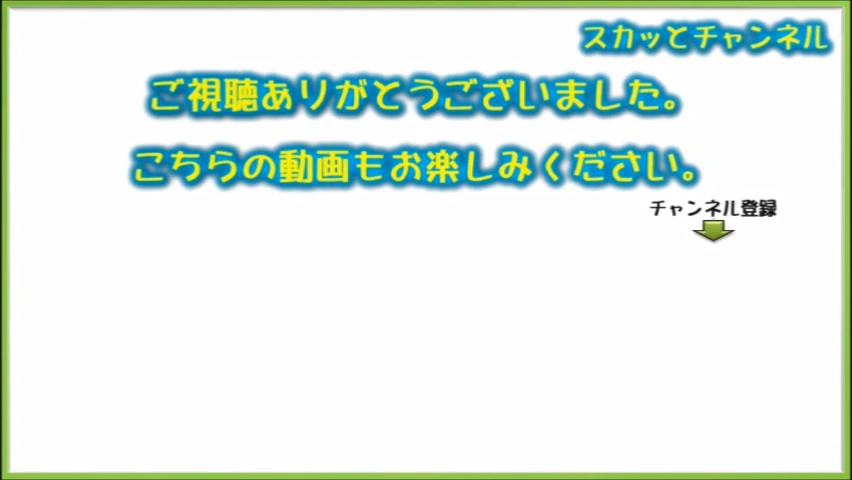 スカッとチャンネル
ご視聴ありがとうございました。
こちらの動画もお楽しみください。
チャンネル登録